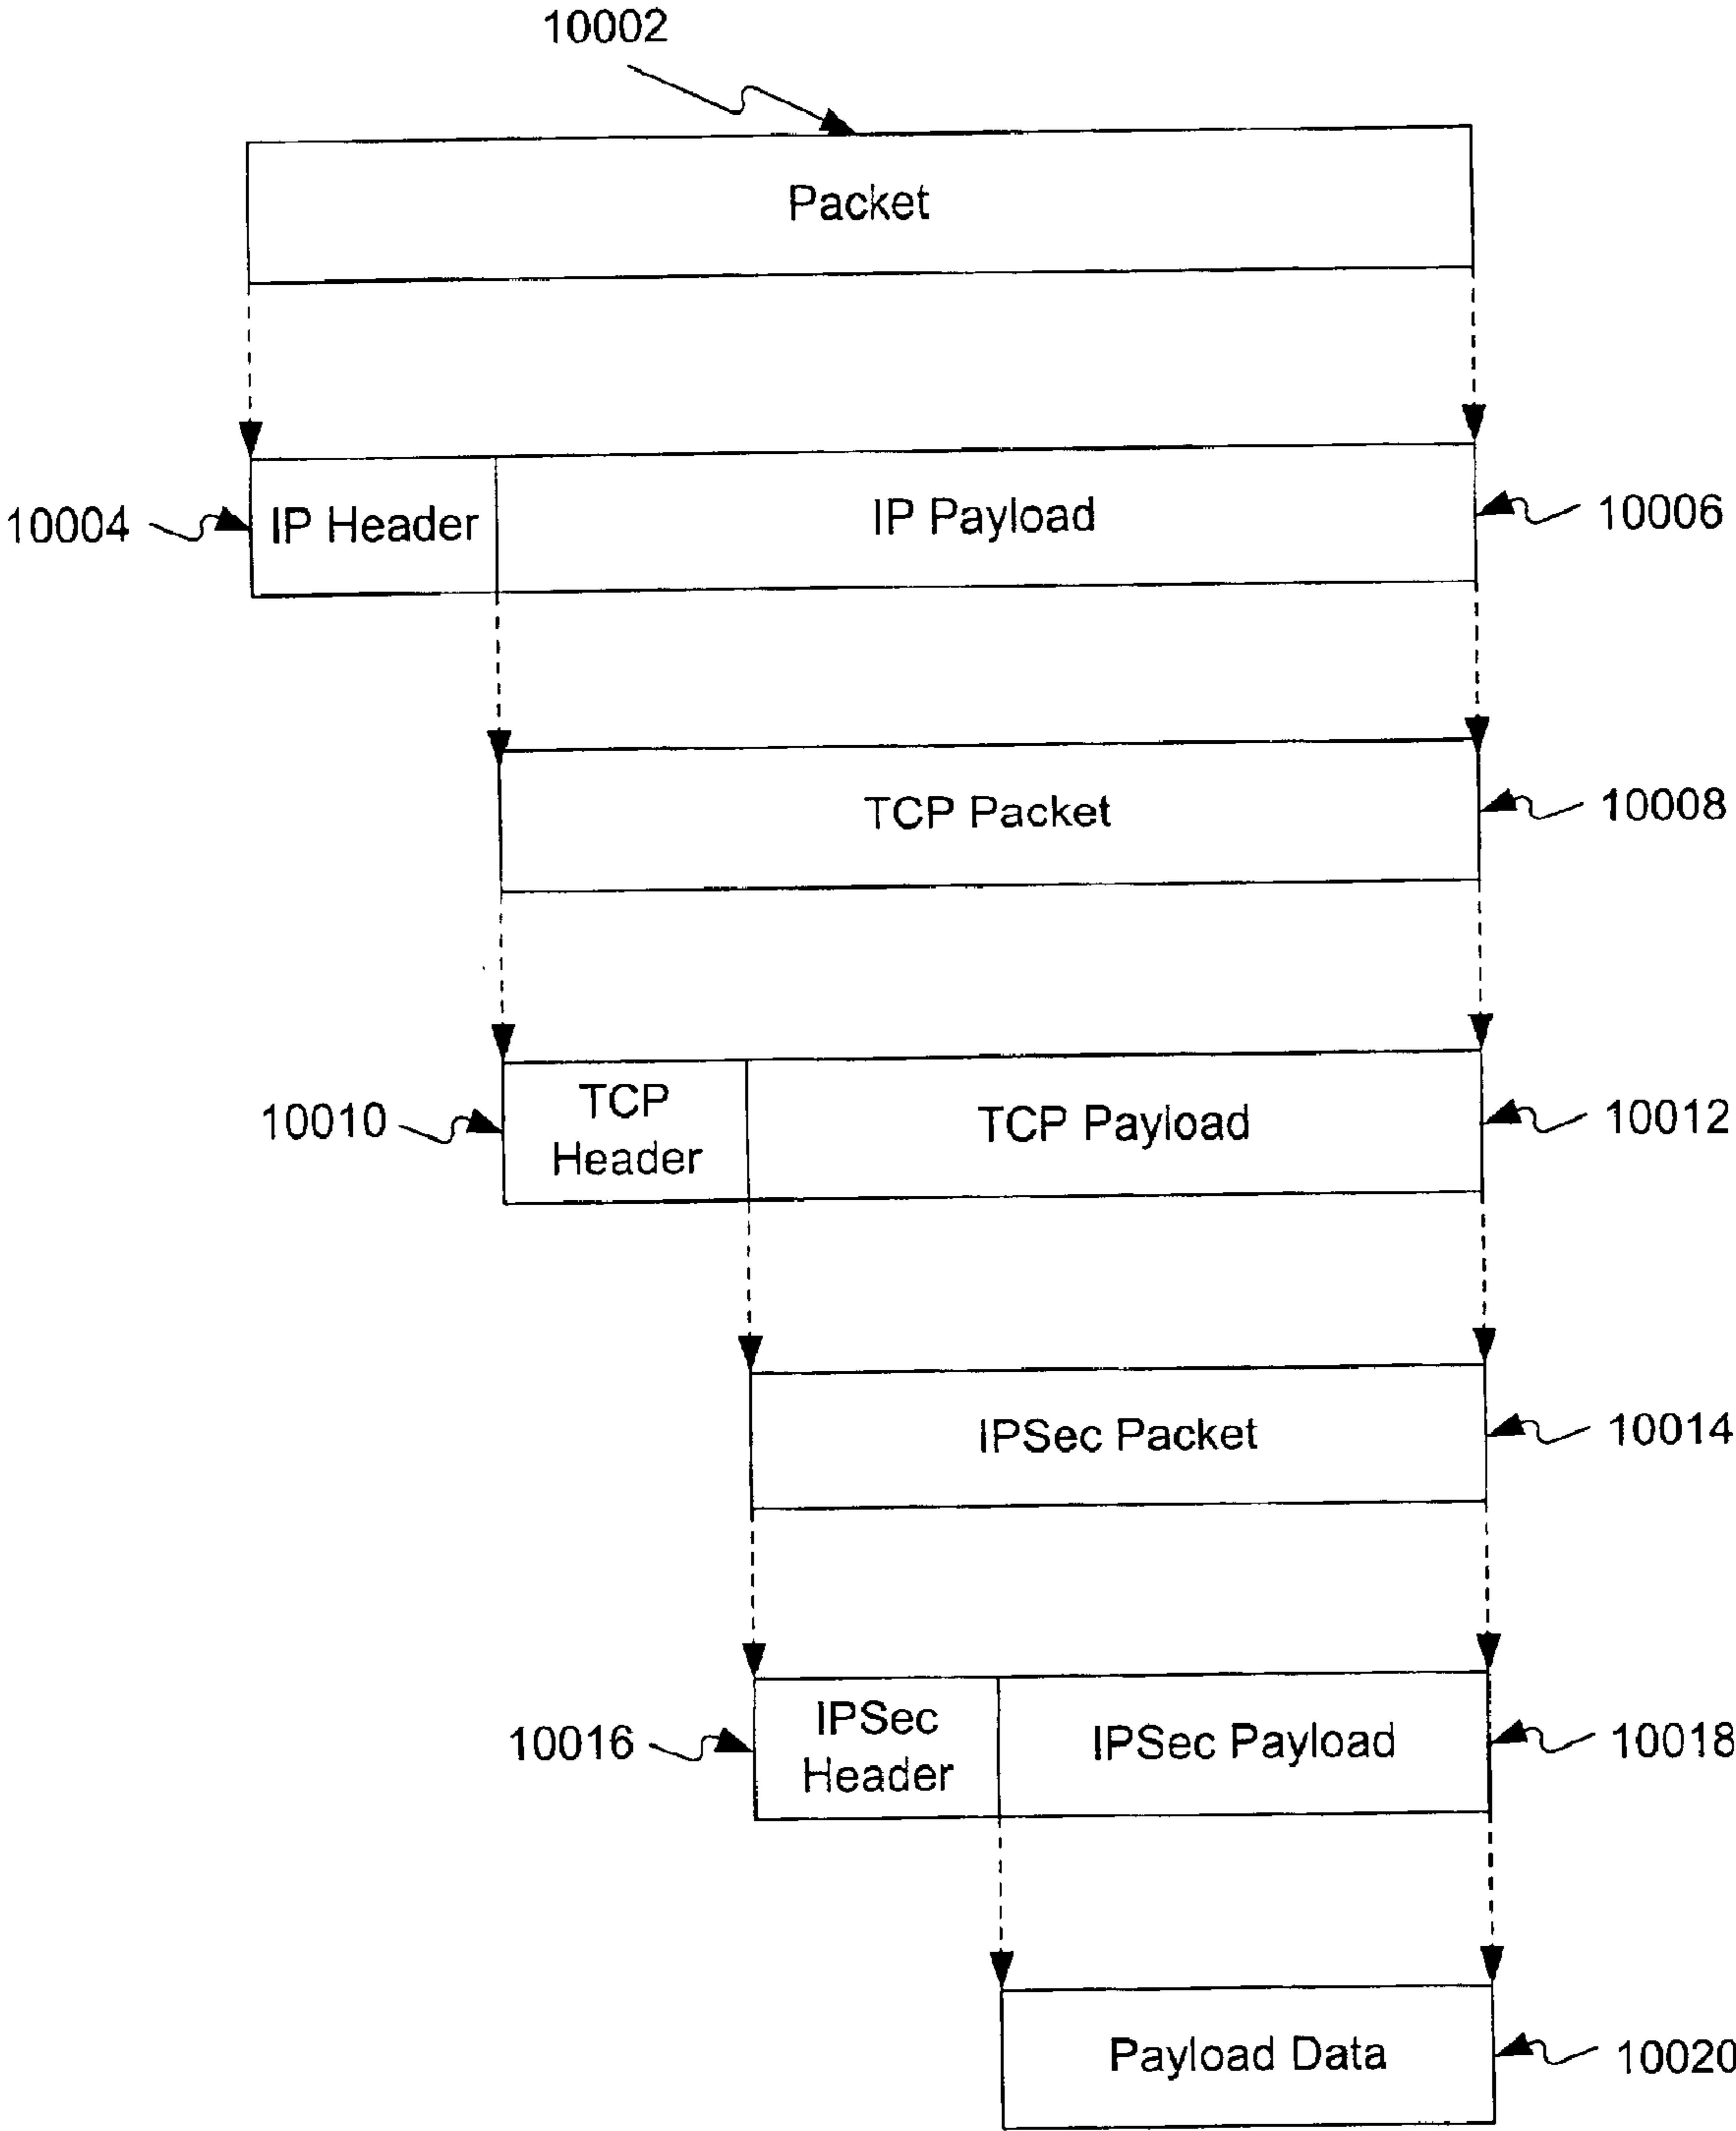 10002
Packet
10004
IP Header
IP Payload
10006
TCP Packet
10008
10010
TCP
Header
TCP Payload
10012
IPSec Packet
10014
10016
IPSec
Header
IPSec Payload
10018
Payload Data
10020